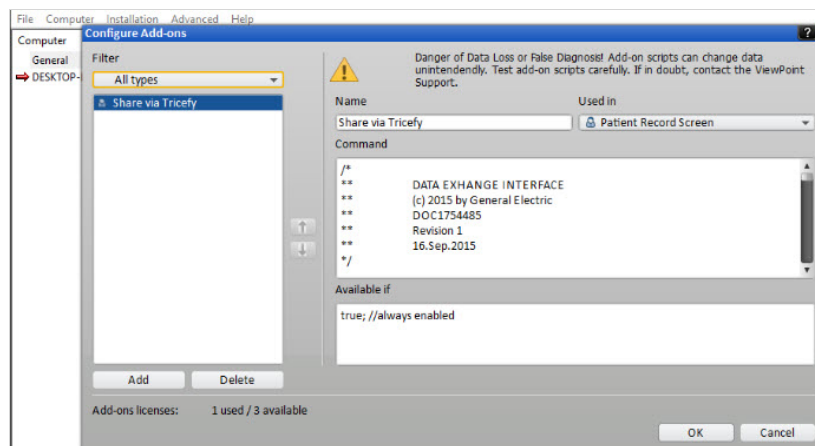 File Computer Installation Advanced Help
Computer
General
DESKTOP-
Configure Add-ons
?
Filter
All types
Share via Tricefy
Danger of Data Loss or False Diagnosis! Add-on scripts can change data
unintendendly. Test add-on scripts carefully. If in doubt, contact the ViewPoint
Support.
Name
Used in
Share via Tricefy
Patient Record Screen
Command
/*
** DATA EXHANGE INTERFACE
** (c) 2015 by General Electric
** DOC1754485
** Revision 1
** 16.Sep.2015
*/
Available if
true; //always enabled
Add
Delete
Add-ons licenses: 1 used / 3 available
OK
Cancel